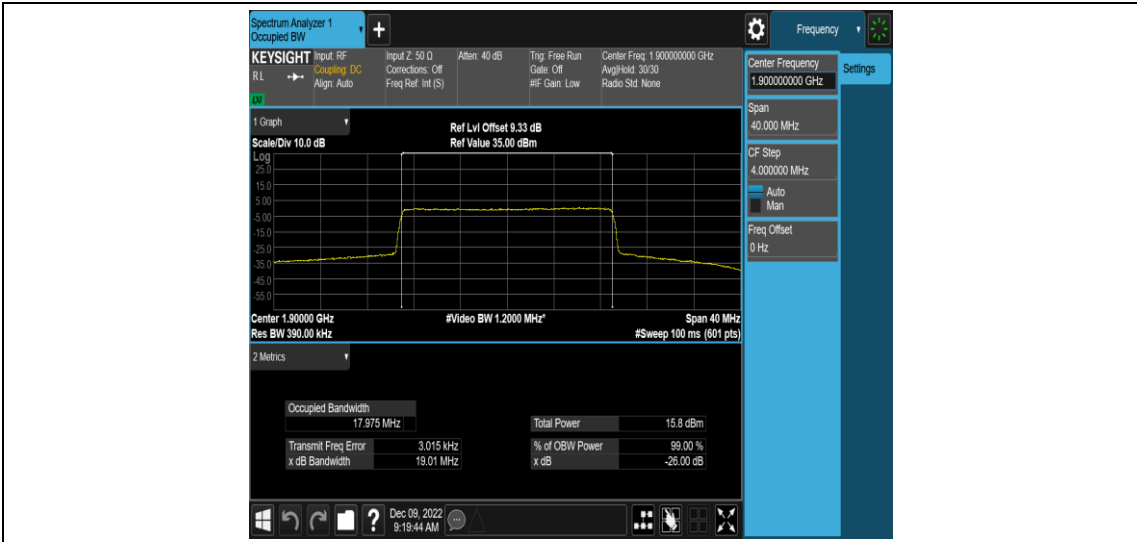 Spectrum Analyzer 1
Occupied BW
+
Frequency
KEYSIGHT
RL
LXI
Input: RF
Coupling: DC
Align: Auto
Input Z: 50 Ω
Corrections: Off
Freq Ref: Int (S)
Atten: 40 dB
Trig: Free Run
Gate: Off
#IF Gain: Low
Center Freq: 1.900000000 GHz
Avg|Hold: 30/30
Radio Std: None
Center Frequency
1.900000000 GHz
Settings
Span
40.000 MHz
CF Step
4.000000 MHz
Auto
Man
Freq Offset
0 Hz
1 Graph
Scale/Div 10.0 dB
Ref Lvl Offset 9.33 dB
Ref Value 35.00 dBm
Log
25.0
15.0
5.00
-5.00
-15.0
-25.0
-35.0
-45.0
-55.0
Center 1.90000 GHz
#Video BW 1.2000 MHz*
Span 40 MHz
Res BW 390.00 kHz
#Sweep 100 ms (601 pts)
2 Metrics
Occupied Bandwidth
17.975 MHz
Total Power 15.8 dBm
Transmit Freq Error 3.015 kHz
% of OBW Power 99.00 %
x dB Bandwidth 19.01 MHz
x dB -26.00 dB
?
Dec 09, 2022
9:19:44 AM